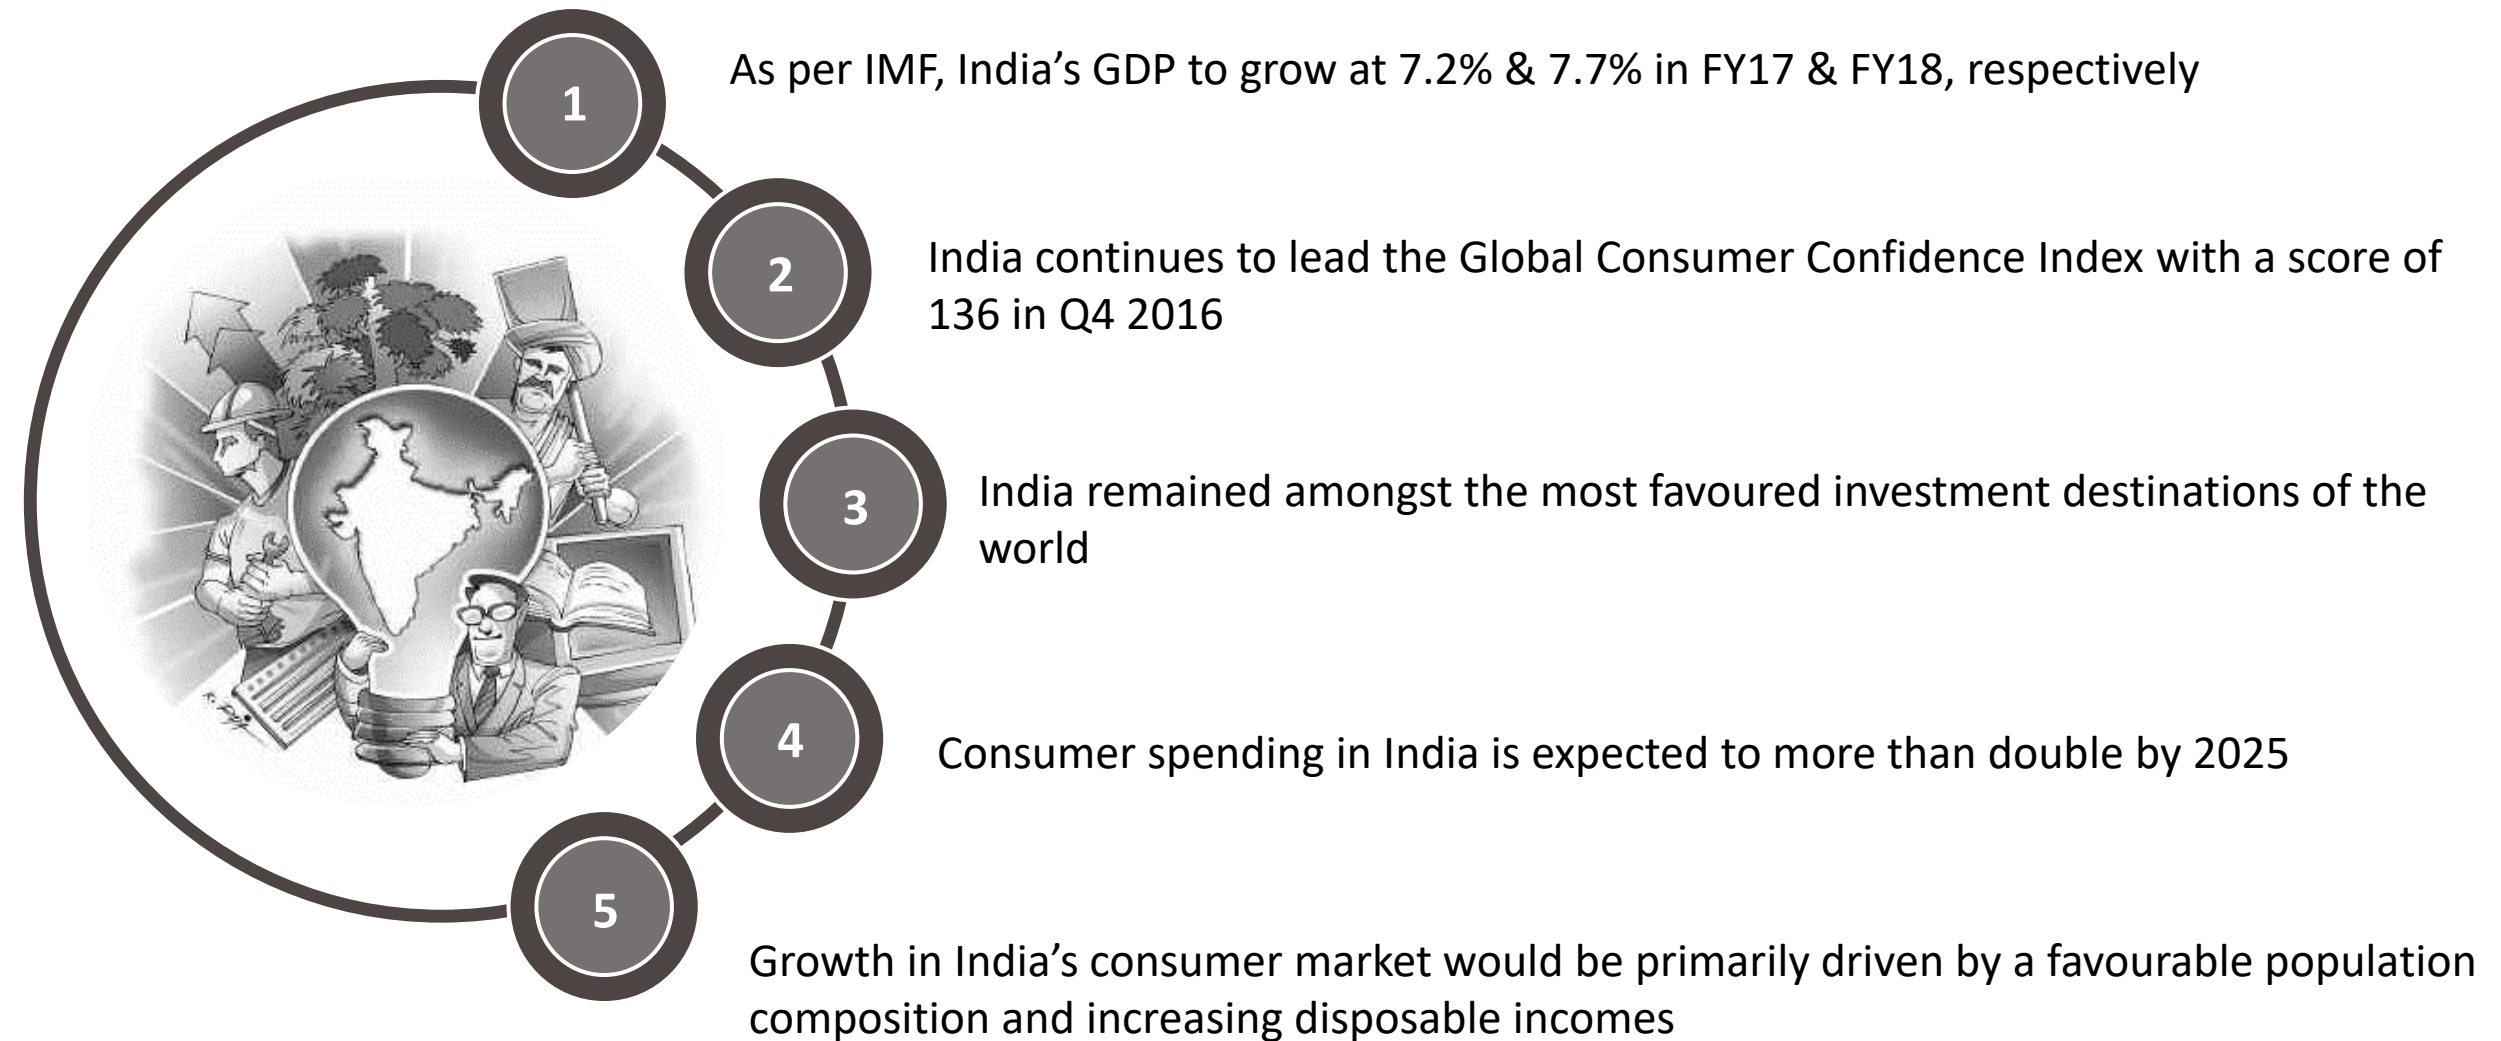 1
As per IMF, India’s GDP to grow at 7.2% & 7.7% in FY17 & FY18, respectively
2
India continues to lead the Global Consumer Confidence Index with a score of
136 in Q4 2016
3
India remained amongst the most favoured investment destinations of the
world
4
Consumer spending in India is expected to more than double by 2025
5
Growth in India’s consumer market would be primarily driven by a favourable population
composition and increasing disposable incomes